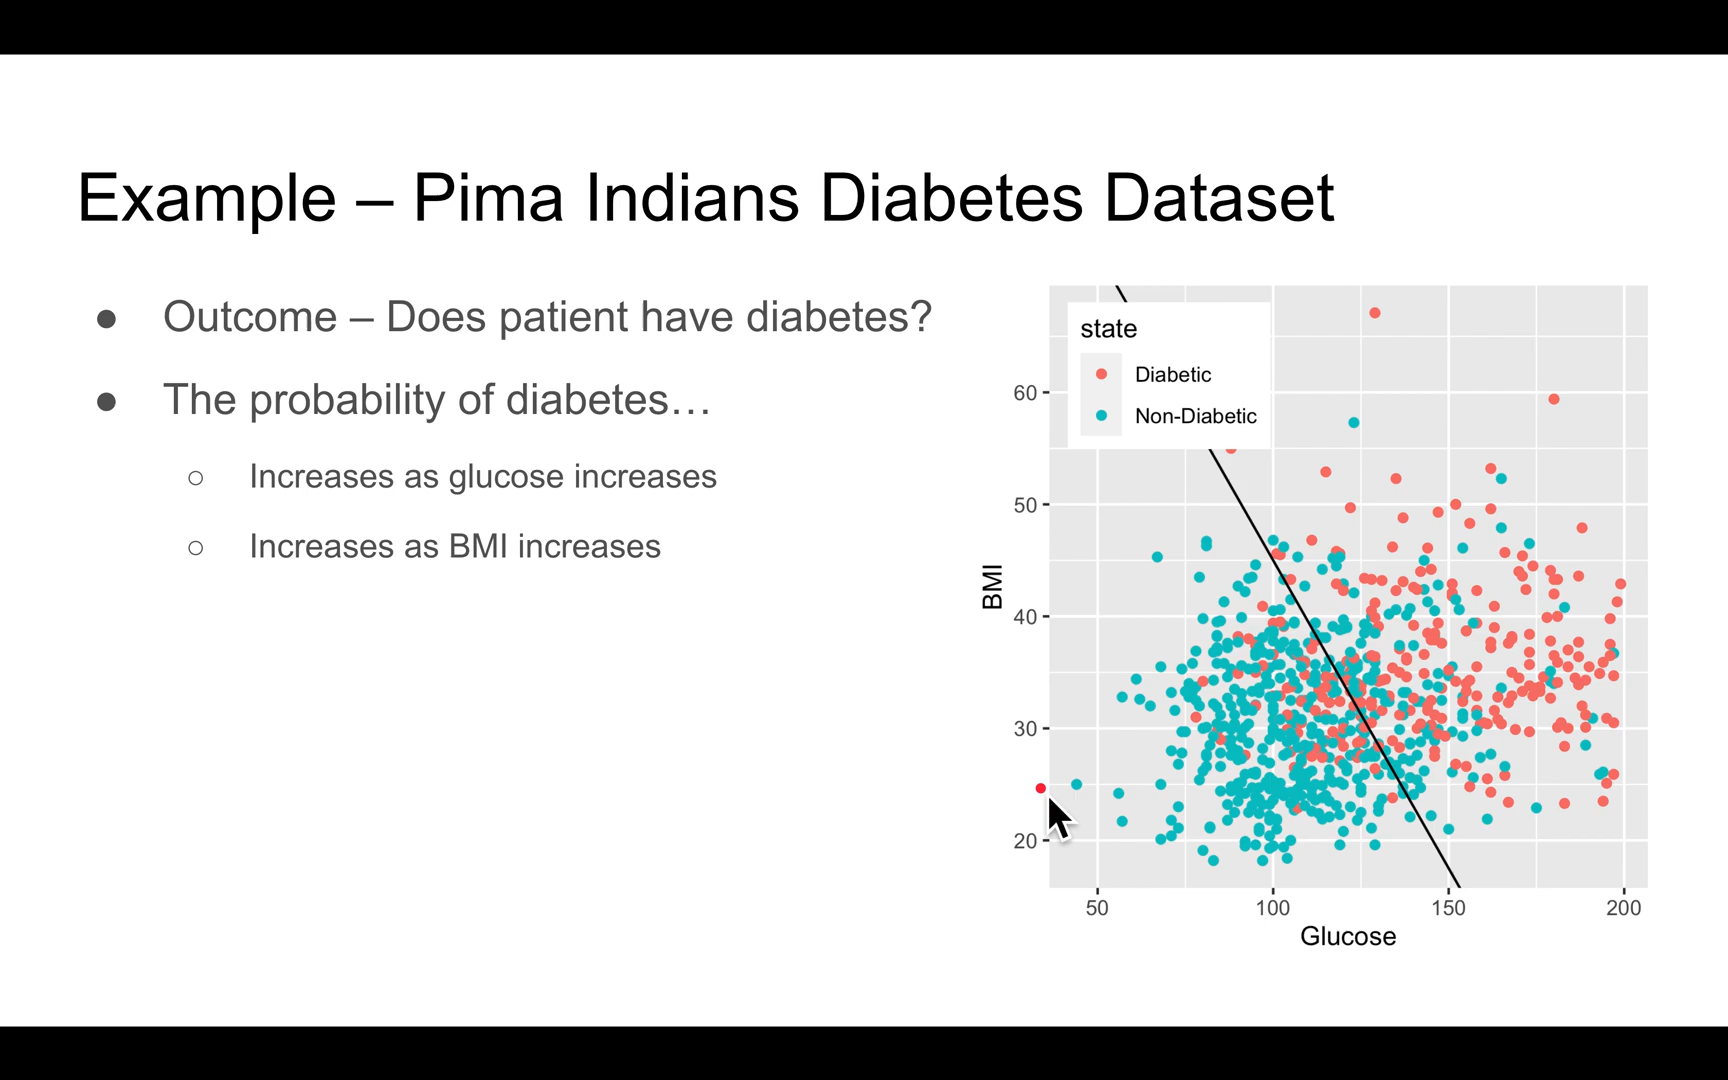 Example – Pima Indians Diabetes Dataset
● Outcome – Does patient have diabetes?
● The probability of diabetes…
○ Increases as glucose increases
○ Increases as BMI increases
state
Diabetic
Non-Diabetic
60
50
40
30
20
BMI
50 100 150 200
Glucose